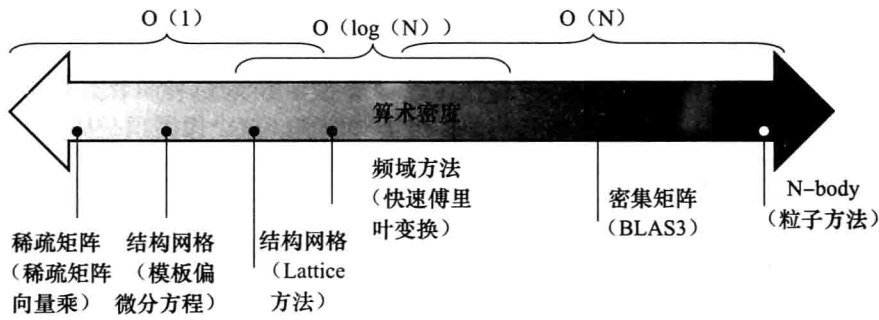 O（1）
O（log（N））
O（N）
算术密度
稀疏矩阵
（稀疏矩阵
向量乘）
结构网格
（模板偏
微分方程）
结构网格
（Lattice
方法）
频域方法
（快速傅里
叶变换）
密集矩阵
（BLAS3）
N–body
（粒子方法）